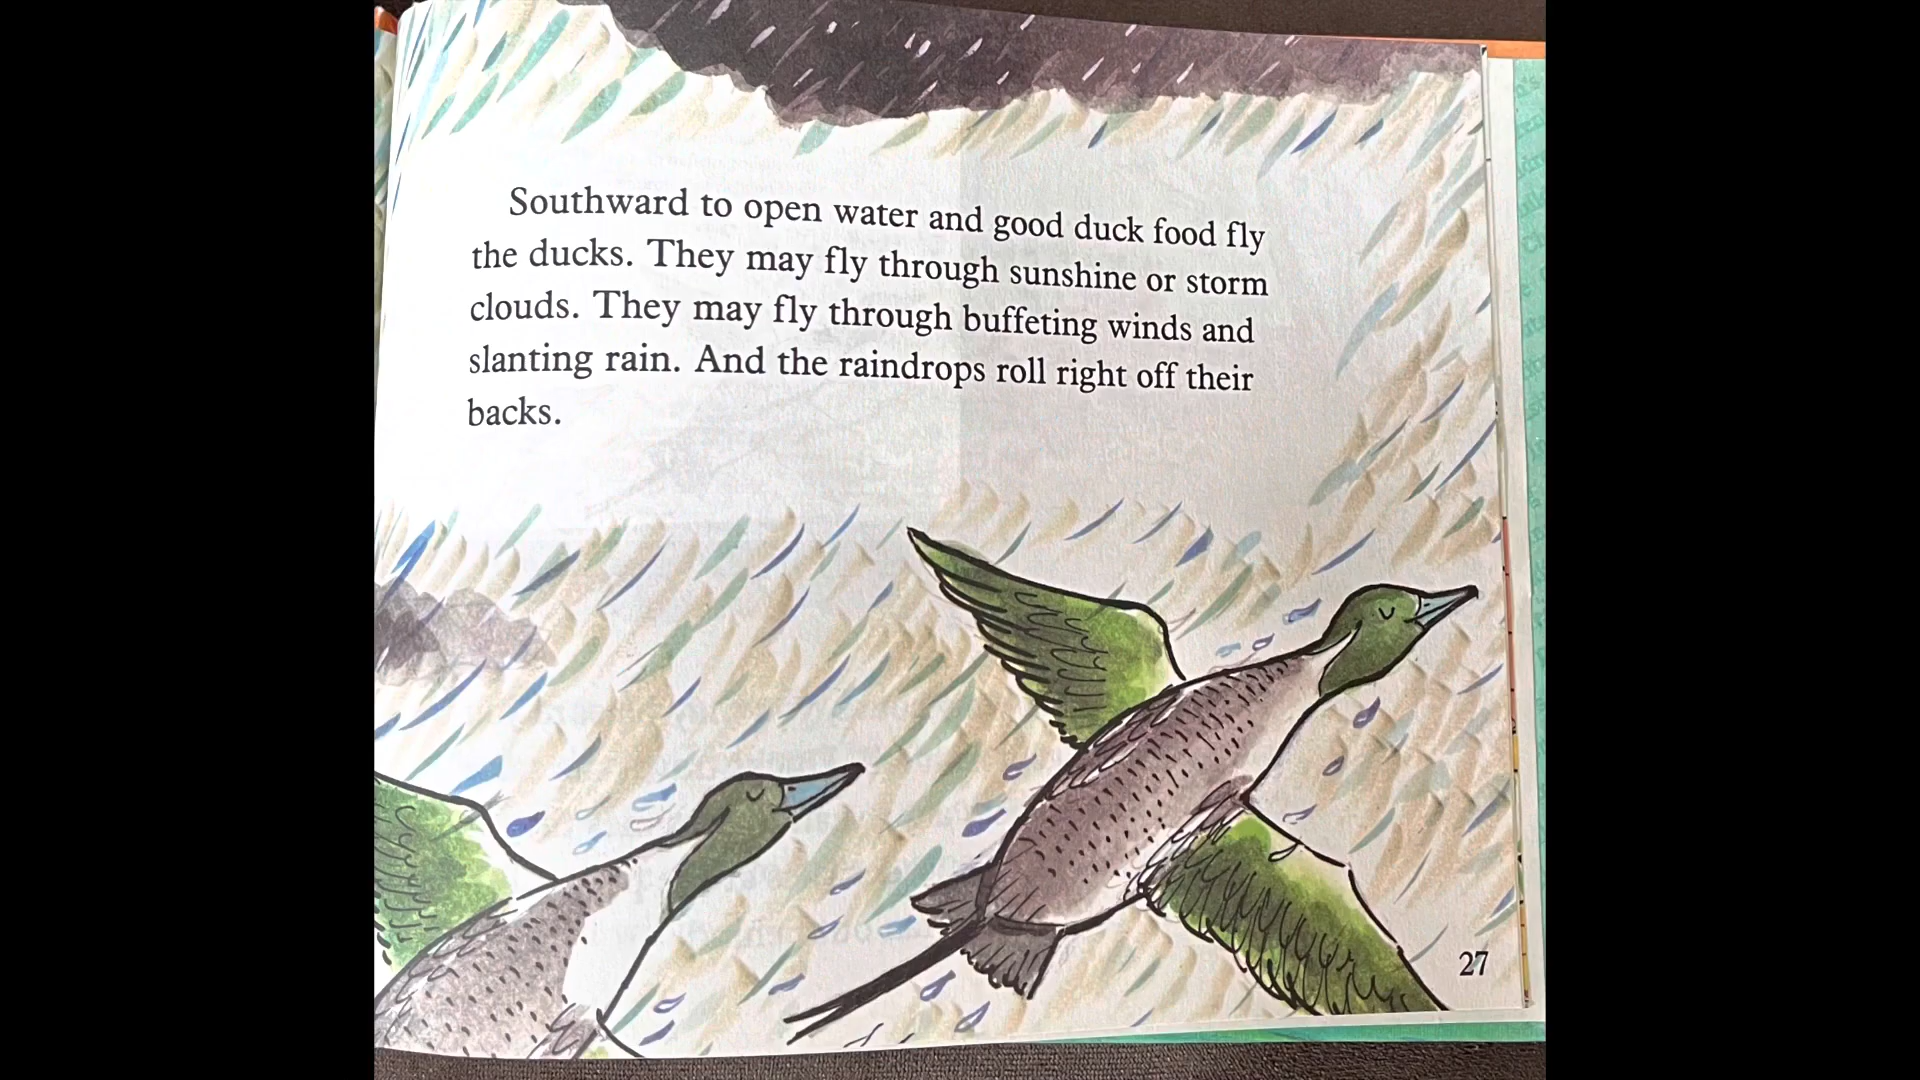 Southward to open water and good duck food fly
the ducks. They may fly through sunshine or storm
clouds. They may fly through buffeting winds and
slanting rain. And the raindrops roll right off their
backs.
27